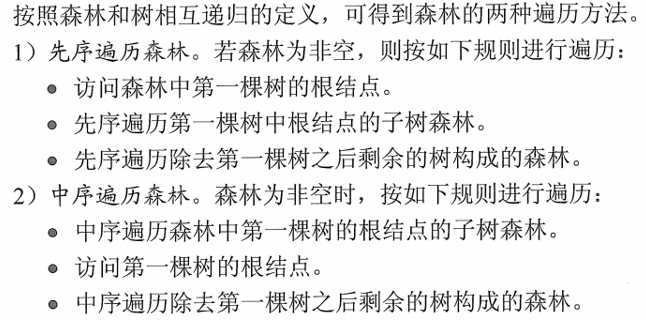 按照森林和树相互递归的定义，可得到森林的两种遍历方法。
1）先序遍历森林。若森林为非空，则按如下规则进行遍历：
● 访问森林中第一棵树的根结点。
● 先序遍历第一棵树中根结点的子树森林。
● 先序遍历除去第一棵树之后剩余的树构成的森林。
2）中序遍历森林。森林为非空时，按如下规则进行遍历：
● 中序遍历森林中第一棵树的根结点的子树森林。
● 访问第一棵树的根结点。
● 中序遍历除去第一棵树之后剩余的树构成的森林。